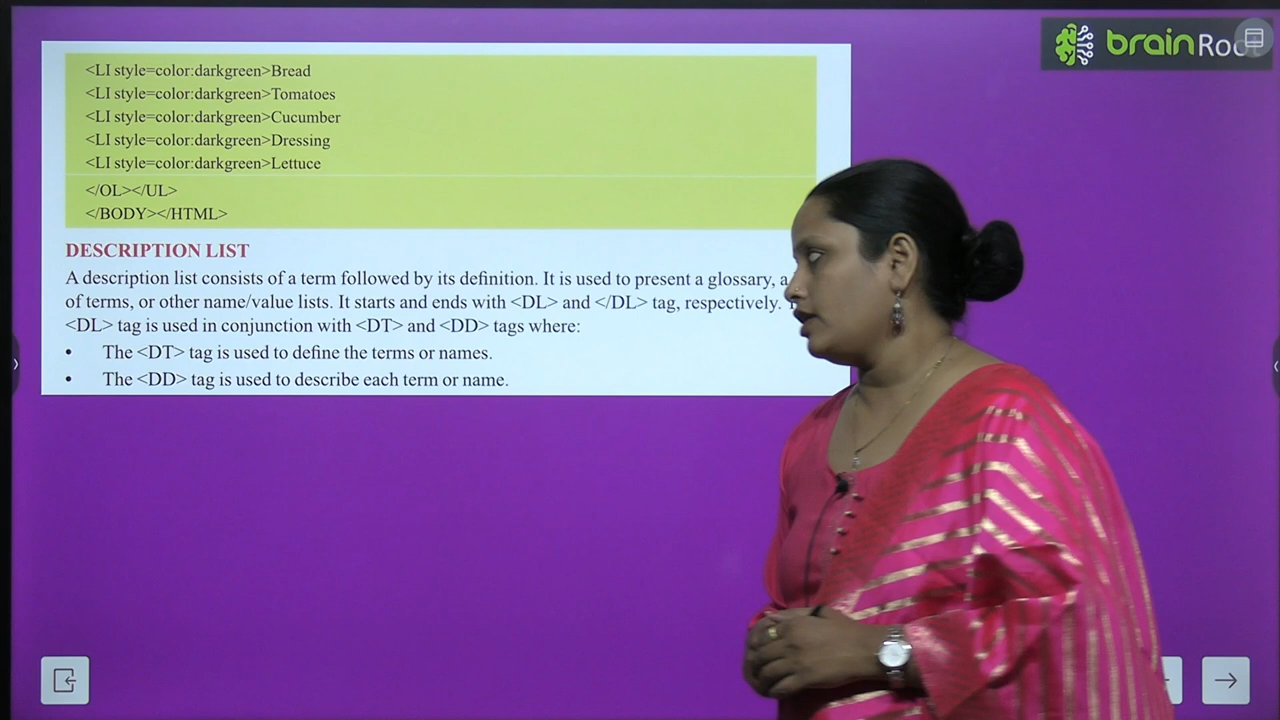 <LI style=color:darkgreen>Bread
<LI style=color:darkgreen>Tomatoes
<LI style=color:darkgreen>Cucumber
<LI style=color:darkgreen>Dressing
<LI style=color:darkgreen>Lettuce
</OL></UL>
</BODY></HTML>
DESCRIPTION LIST
A description list consists of a term followed by its definition. It is used to present a glossary, a
of terms, or other name/value lists. It starts and ends with <DL> and </DL> tag, respectively.
<DL> tag is used in conjunction with <DT> and <DD> tags where:
• The <DT> tag is used to define the terms or names.
• The <DD> tag is used to describe each term or name.
brain